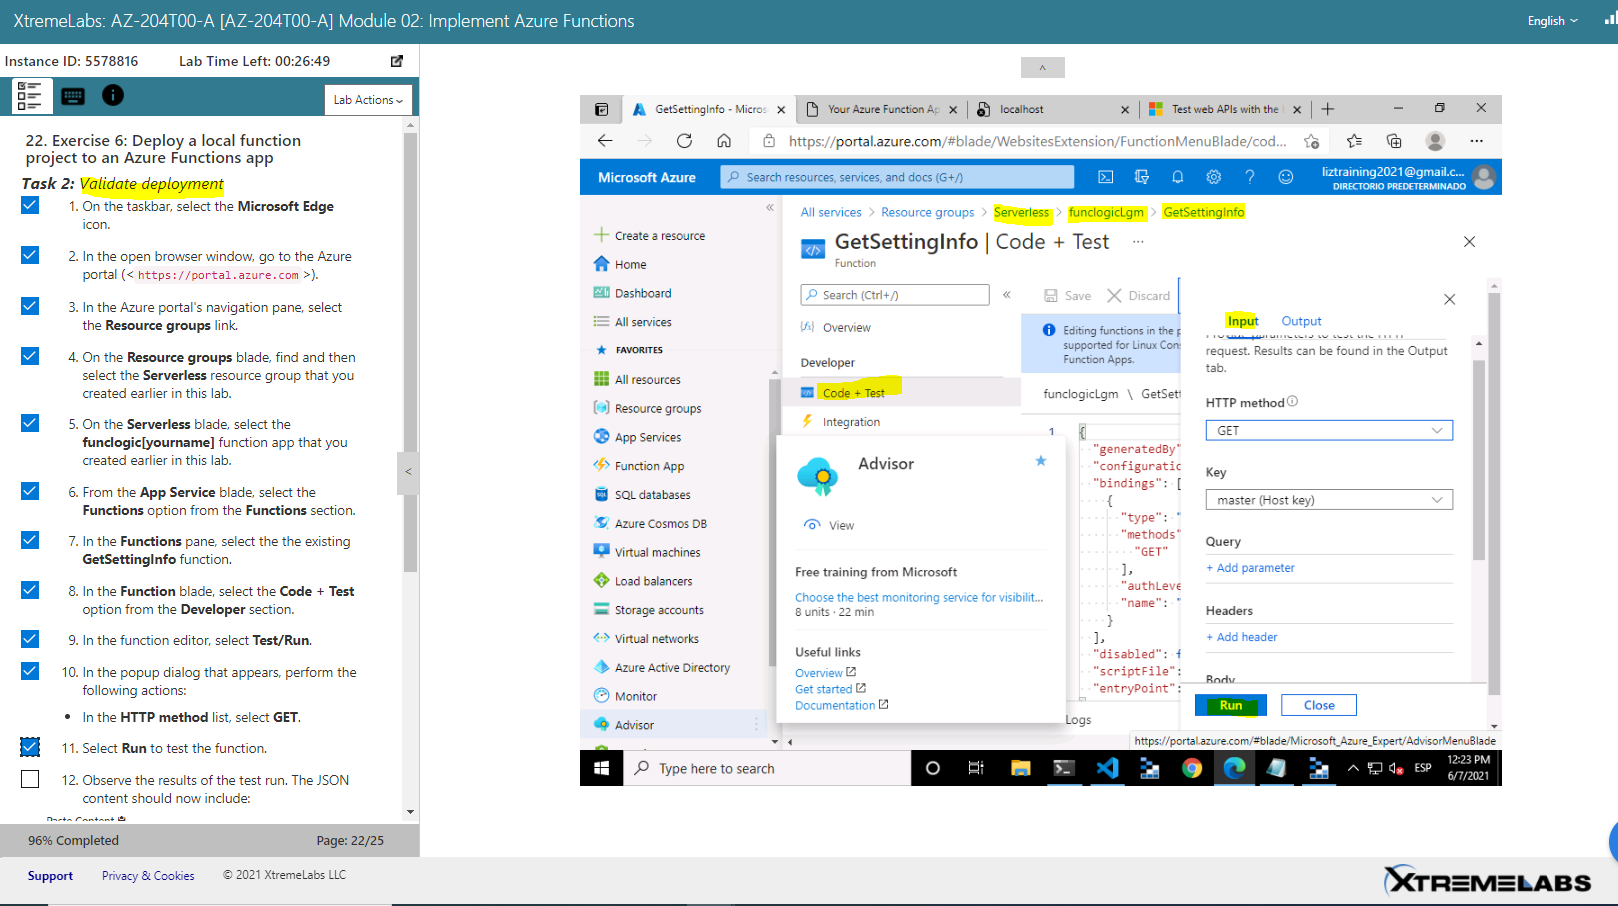 XtremeLabs: AZ-204T00-A [AZ-204T00-A] Module 02: Implement Azure Functions
English
Instance ID: 5578816
Lab Time Left: 00:26:49
Lab Actions
22. Exercise 6: Deploy a local function
project to an Azure Functions app
Task 2: Validate deployment
1. On the taskbar, select the Microsoft Edge
icon.
2. In the open browser window, go to the Azure
portal (< https://portal.azure.com >).
3. In the Azure portal's navigation pane, select
the Resource groups link.
4. On the Resource groups blade, find and then
select the Serverless resource group that you
created earlier in this lab.
5. On the Serverless blade, select the
funclogic[yourname] function app that you
created earlier in this lab.
6. From the App Service blade, select the
Functions option from the Functions section.
7. In the Functions pane, select the the existing
GetSettingInfo function.
8. In the Function blade, select the Code + Test
option from the Developer section.
9. In the function editor, select Test/Run.
10. In the popup dialog that appears, perform the
following actions:
• In the HTTP method list, select GET.
11. Select Run to test the function.
12. Observe the results of the test run. The JSON
content should now include:
Paste Content
96% Completed
Page: 22/25
Support
Privacy & Cookies
© 2021 XtremeLabs LLC
XTREMELABS
GetSettingInfo - Micros
Your Azure Function Ap
localhost
Test web APIs with the
https://portal.azure.com/#blade/WebsitesExtension/FunctionMenuBlade/cod...
Microsoft Azure
Search resources, services, and docs (G+/)
liztraining2021@gmail.c...
DIRECTORIO PREDETERMINADO
Create a resource
Home
Dashboard
All services
FAVORITES
All resources
Resource groups
App Services
Function App
SQL databases
Azure Cosmos DB
Virtual machines
Load balancers
Storage accounts
Virtual networks
Azure Active Directory
Monitor
Advisor
All services > Resource groups > Serverless > funclogicLgm > GetSettingInfo
GetSettingInfo | Code + Test ...
Function
Search (Ctrl+/)
Overview
Developer
Code + Test
Integration
Save
Discard
Editing functions in the p
supported for Linux Cons
Function Apps.
funclogicLgm \ GetSett
1 {
"generatedBy"
"configuratic
"bindings": [
{
"type": "
"methods"
"GET"
],
"authLeve
"name": "
}
],
"disabled": f
"scriptFile":
"entryPoint":
Logs
Advisor
View
Free training from Microsoft
Choose the best monitoring service for visibilit...
8 units · 22 min
Useful links
Overview
Get started
Documentation
Input
Output
request. Results can be found in the Output
tab.
HTTP method
GET
Key
master (Host key)
Query
+ Add parameter
Headers
+ Add header
Body
Run
Close
https://portal.azure.com/#blade/Microsoft_Azure_Expert/AdvisorMenuBlade
Type here to search
ESP
12:23 PM
6/7/2021